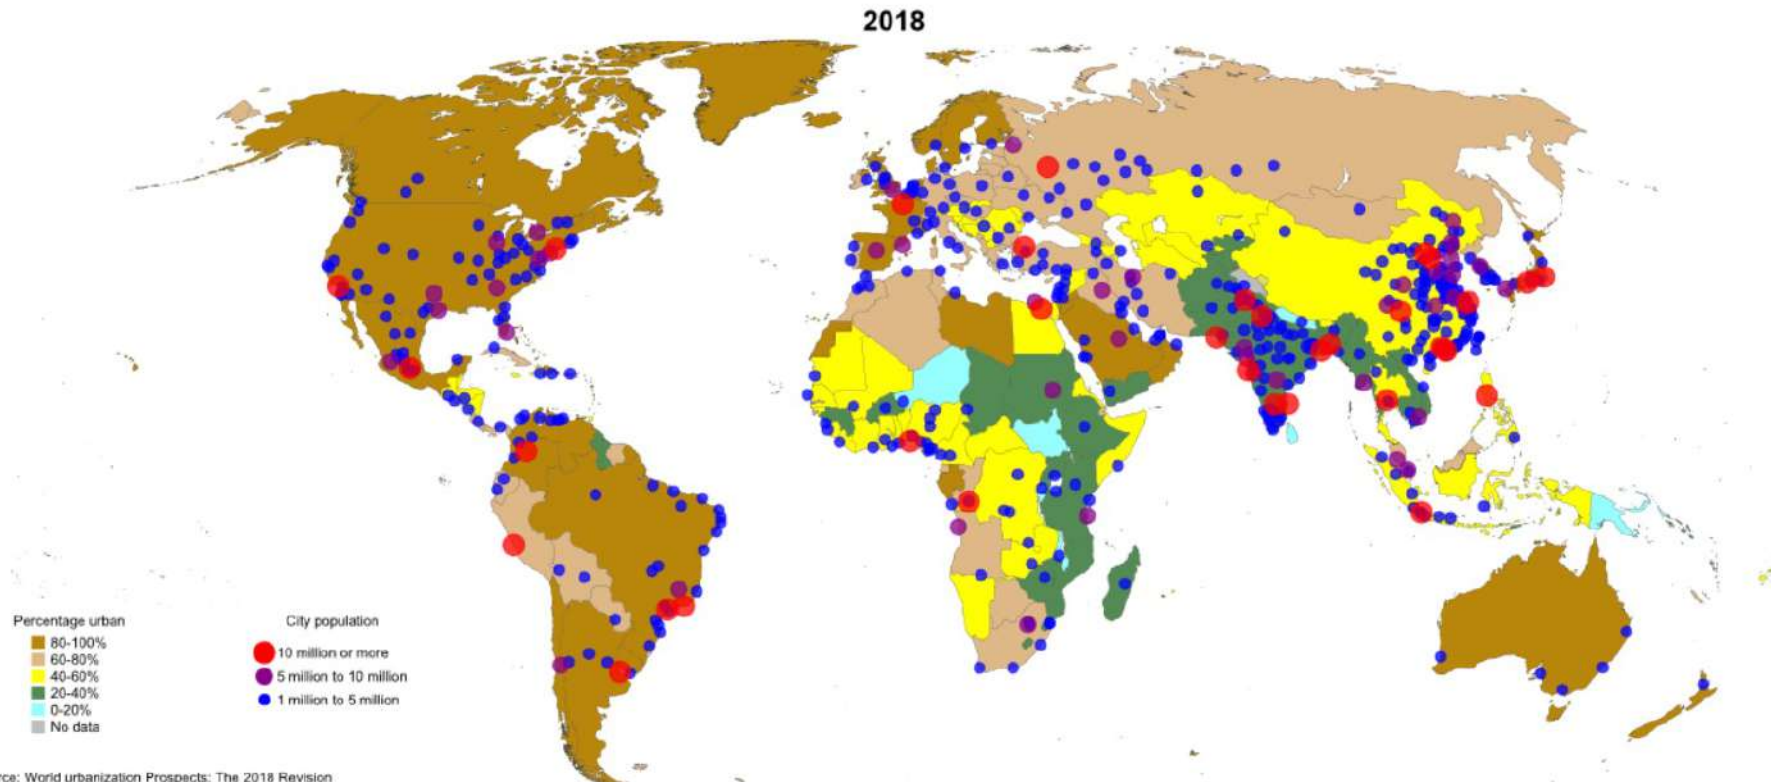 2018
Percentage urban
80-100%
60-80%
40-60%
20-40%
0-20%
No data
City population
10 million or more
5 million to 10 million
1 million to 5 million
rce: World urbanization Prospects: The 2018 Revision